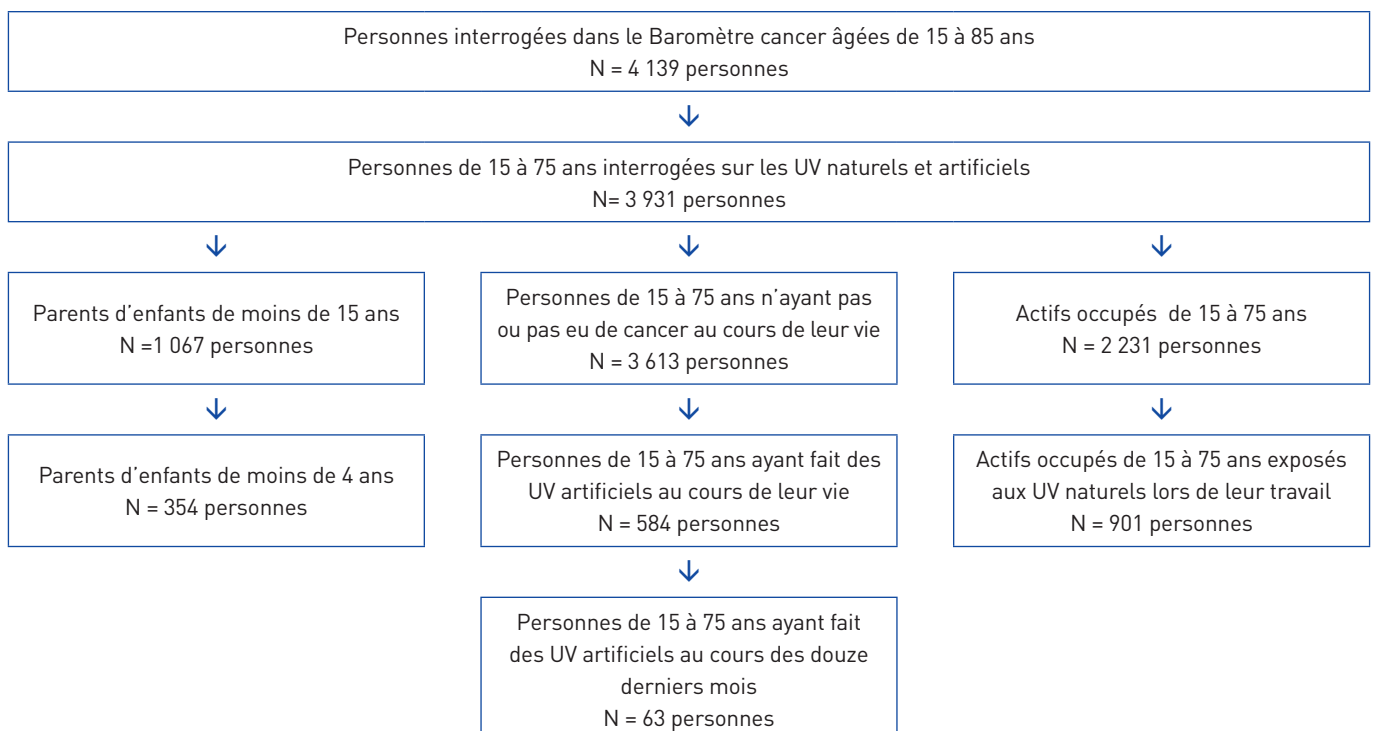 Personnes interrogées dans le Baromètre cancer âgées de 15 à 85 ans
N = 4 139 personnes
Personnes de 15 à 75 ans interrogées sur les UV naturels et artificiels
N= 3 931 personnes
Parents d'enfants de moins de 15 ans
N =1 067 personnes
Personnes de 15 à 75 ans n'ayant pas
ou pas eu de cancer au cours de leur vie
N = 3 613 personnes
Actifs occupés de 15 à 75 ans
N = 2 231 personnes
Parents d'enfants de moins de 4 ans
N = 354 personnes
Personnes de 15 à 75 ans ayant fait des
UV artificiels au cours de leur vie
N = 584 personnes
Actifs occupés de 15 à 75 ans exposés
aux UV naturels lors de leur travail
N = 901 personnes
Personnes de 15 à 75 ans ayant fait
des UV artificiels au cours des douze
derniers mois
N = 63 personnes